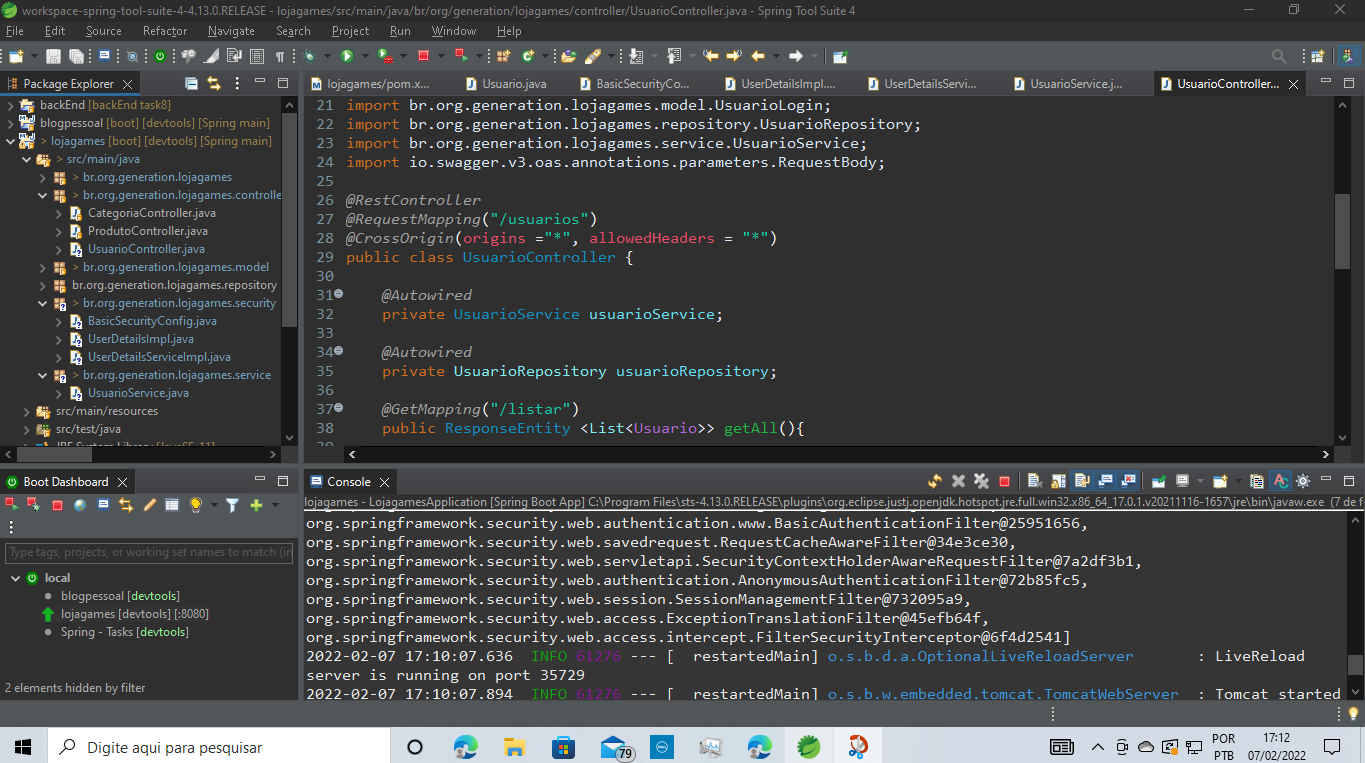 workspace-spring-tool-suite-4-4.13.0.RELEASE - lojagames/src/main/java/br/org/generation/lojagames/controller/UsuarioController.java - Spring Tool Suite 4
File Edit Source Refactor Navigate Search Project Run Window Help
Package Explorer
lojagames/pom.x... Usuario.java BasicSecurityCo... UserDetailsImpl.... UserDetailsServi... UsuarioService.j... UsuarioController...
backEnd [backEnd task8]
blogpessoal [boot] [devtools] [Spring main]
> lojagames [boot] [devtools] [Spring main]
> src/main/java
> br.org.generation.lojagames
> br.org.generation.lojagames.controlle
CategoriaController.java
ProdutoController.java
UsuarioController.java
> br.org.generation.lojagames.model
br.org.generation.lojagames.repository
> br.org.generation.lojagames.security
BasicSecurityConfig.java
UserDetailsImpl.java
UserDetailsServiceImpl.java
> br.org.generation.lojagames.service
UsuarioService.java
src/main/resources
src/test/java
JRE System Library [JavaSE-11]
21 import br.org.generation.lojagames.model.UsuarioLogin;
22 import br.org.generation.lojagames.repository.UsuarioRepository;
23 import br.org.generation.lojagames.service.UsuarioService;
24 import io.swagger.v3.oas.annotations.parameters.RequestBody;
25
26 @RestController
27 @RequestMapping("/usuarios")
28 @CrossOrigin(origins ="*", allowedHeaders = "*")
29 public class UsuarioController {
30
31 @Autowired
32 private UsuarioService usuarioService;
33
34 @Autowired
35 private UsuarioRepository usuarioRepository;
36
37 @GetMapping("/listar")
38 public ResponseEntity <List<Usuario>> getAll(){
39
Boot Dashboard
Type tags, projects, or working set names to match (in
local
blogpessoal [devtools]
lojagames [devtools] [:8080]
Spring - Tasks [devtools]
2 elements hidden by filter
Console
lojagames - LojagamesApplication [Spring Boot App] C:\Program Files\sts-4.13.0.RELEASE\plugins\org.eclipse.justj.openjdk.hotspot.jre.full.win32.x86_64_17.0.1.v20211116-1657\jre\bin\javaw.exe (7 de f
org.springframework.security.web.authentication.www.BasicAuthenticationFilter@25951656,
org.springframework.security.web.savedrequest.RequestCacheAwareFilter@34e3ce30,
org.springframework.security.web.servletapi.SecurityContextHolderAwareRequestFilter@7a2df3b1,
org.springframework.security.web.authentication.AnonymousAuthenticationFilter@72b85fc5,
org.springframework.security.web.session.SessionManagementFilter@732095a9,
org.springframework.security.web.access.ExceptionTranslationFilter@45efb64f,
org.springframework.security.web.access.intercept.FilterSecurityInterceptor@6f4d2541]
2022-02-07 17:10:07.636 INFO 61276 --- [ restartedMain] o.s.b.d.a.OptionalLiveReloadServer : LiveReload
server is running on port 35729
2022-02-07 17:10:07.894 INFO 61276 --- [ restartedMain] o.s.b.w.embedded.tomcat.TomcatWebServer : Tomcat started
Digite aqui para pesquisar
79
POR
PTB
17:12
07/02/2022